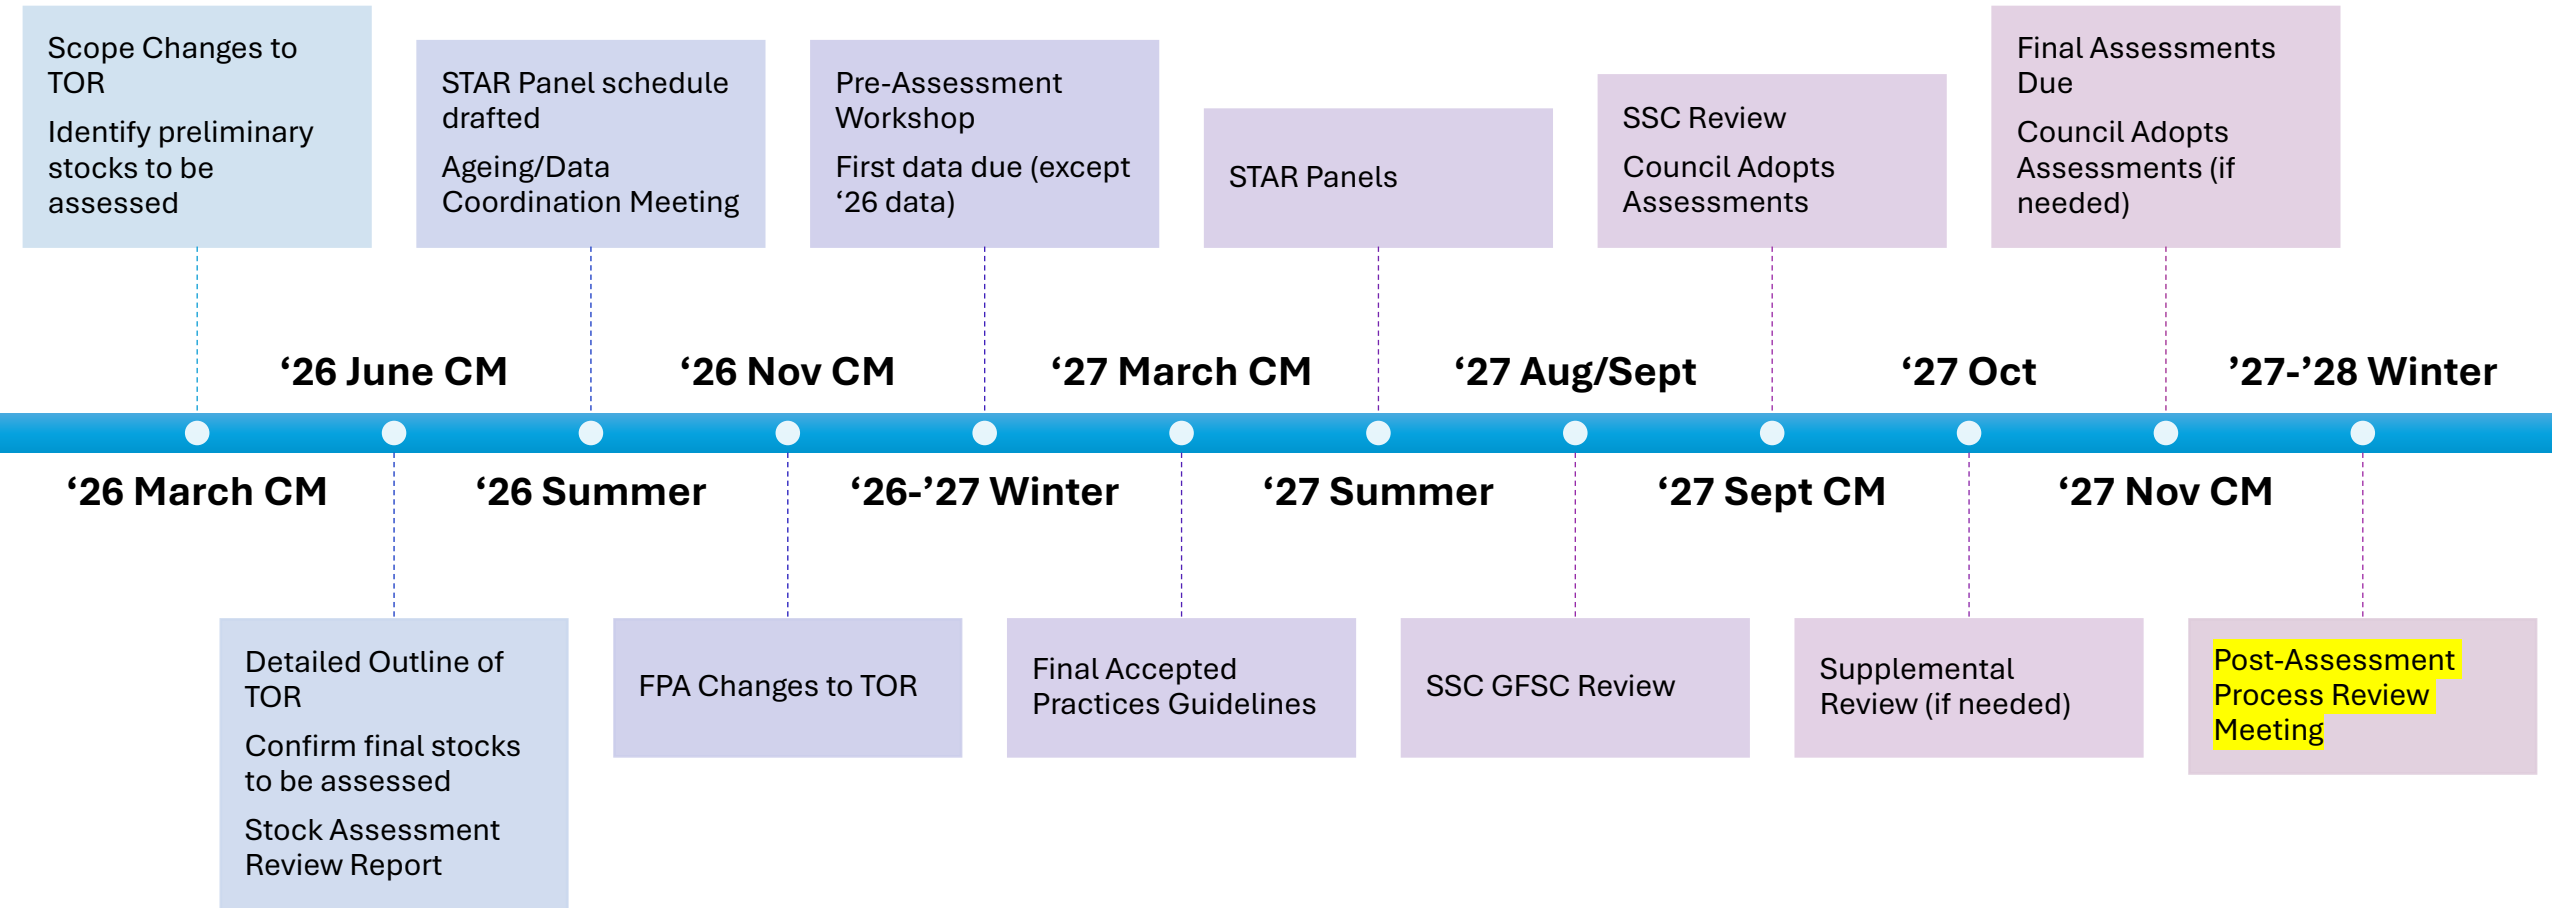 Scope Changes to
TOR
Identify preliminary
stocks to be
assessed
STAR Panel schedule
drafted
Ageing/Data
Coordination Meeting
Pre-Assessment
Workshop
First data due (except
‘26 data)
STAR Panels
SSC Review
Council Adopts
Assessments
Final Assessments
Due
Council Adopts
Assessments (if
needed)
‘26 June CM
‘26 Nov CM
‘27 March CM
‘27 Aug/Sept
‘27 Oct
’27-’28 Winter
‘26 March CM
‘26 Summer
‘26-’27 Winter
‘27 Summer
‘27 Sept CM
‘27 Nov CM
Detailed Outline of
TOR
Confirm final stocks
to be assessed
Stock Assessment
Review Report
FPA Changes to TOR
Final Accepted
Practices Guidelines
SSC GFSC Review
Supplemental
Review (if needed)
Post-Assessment
Process Review
Meeting